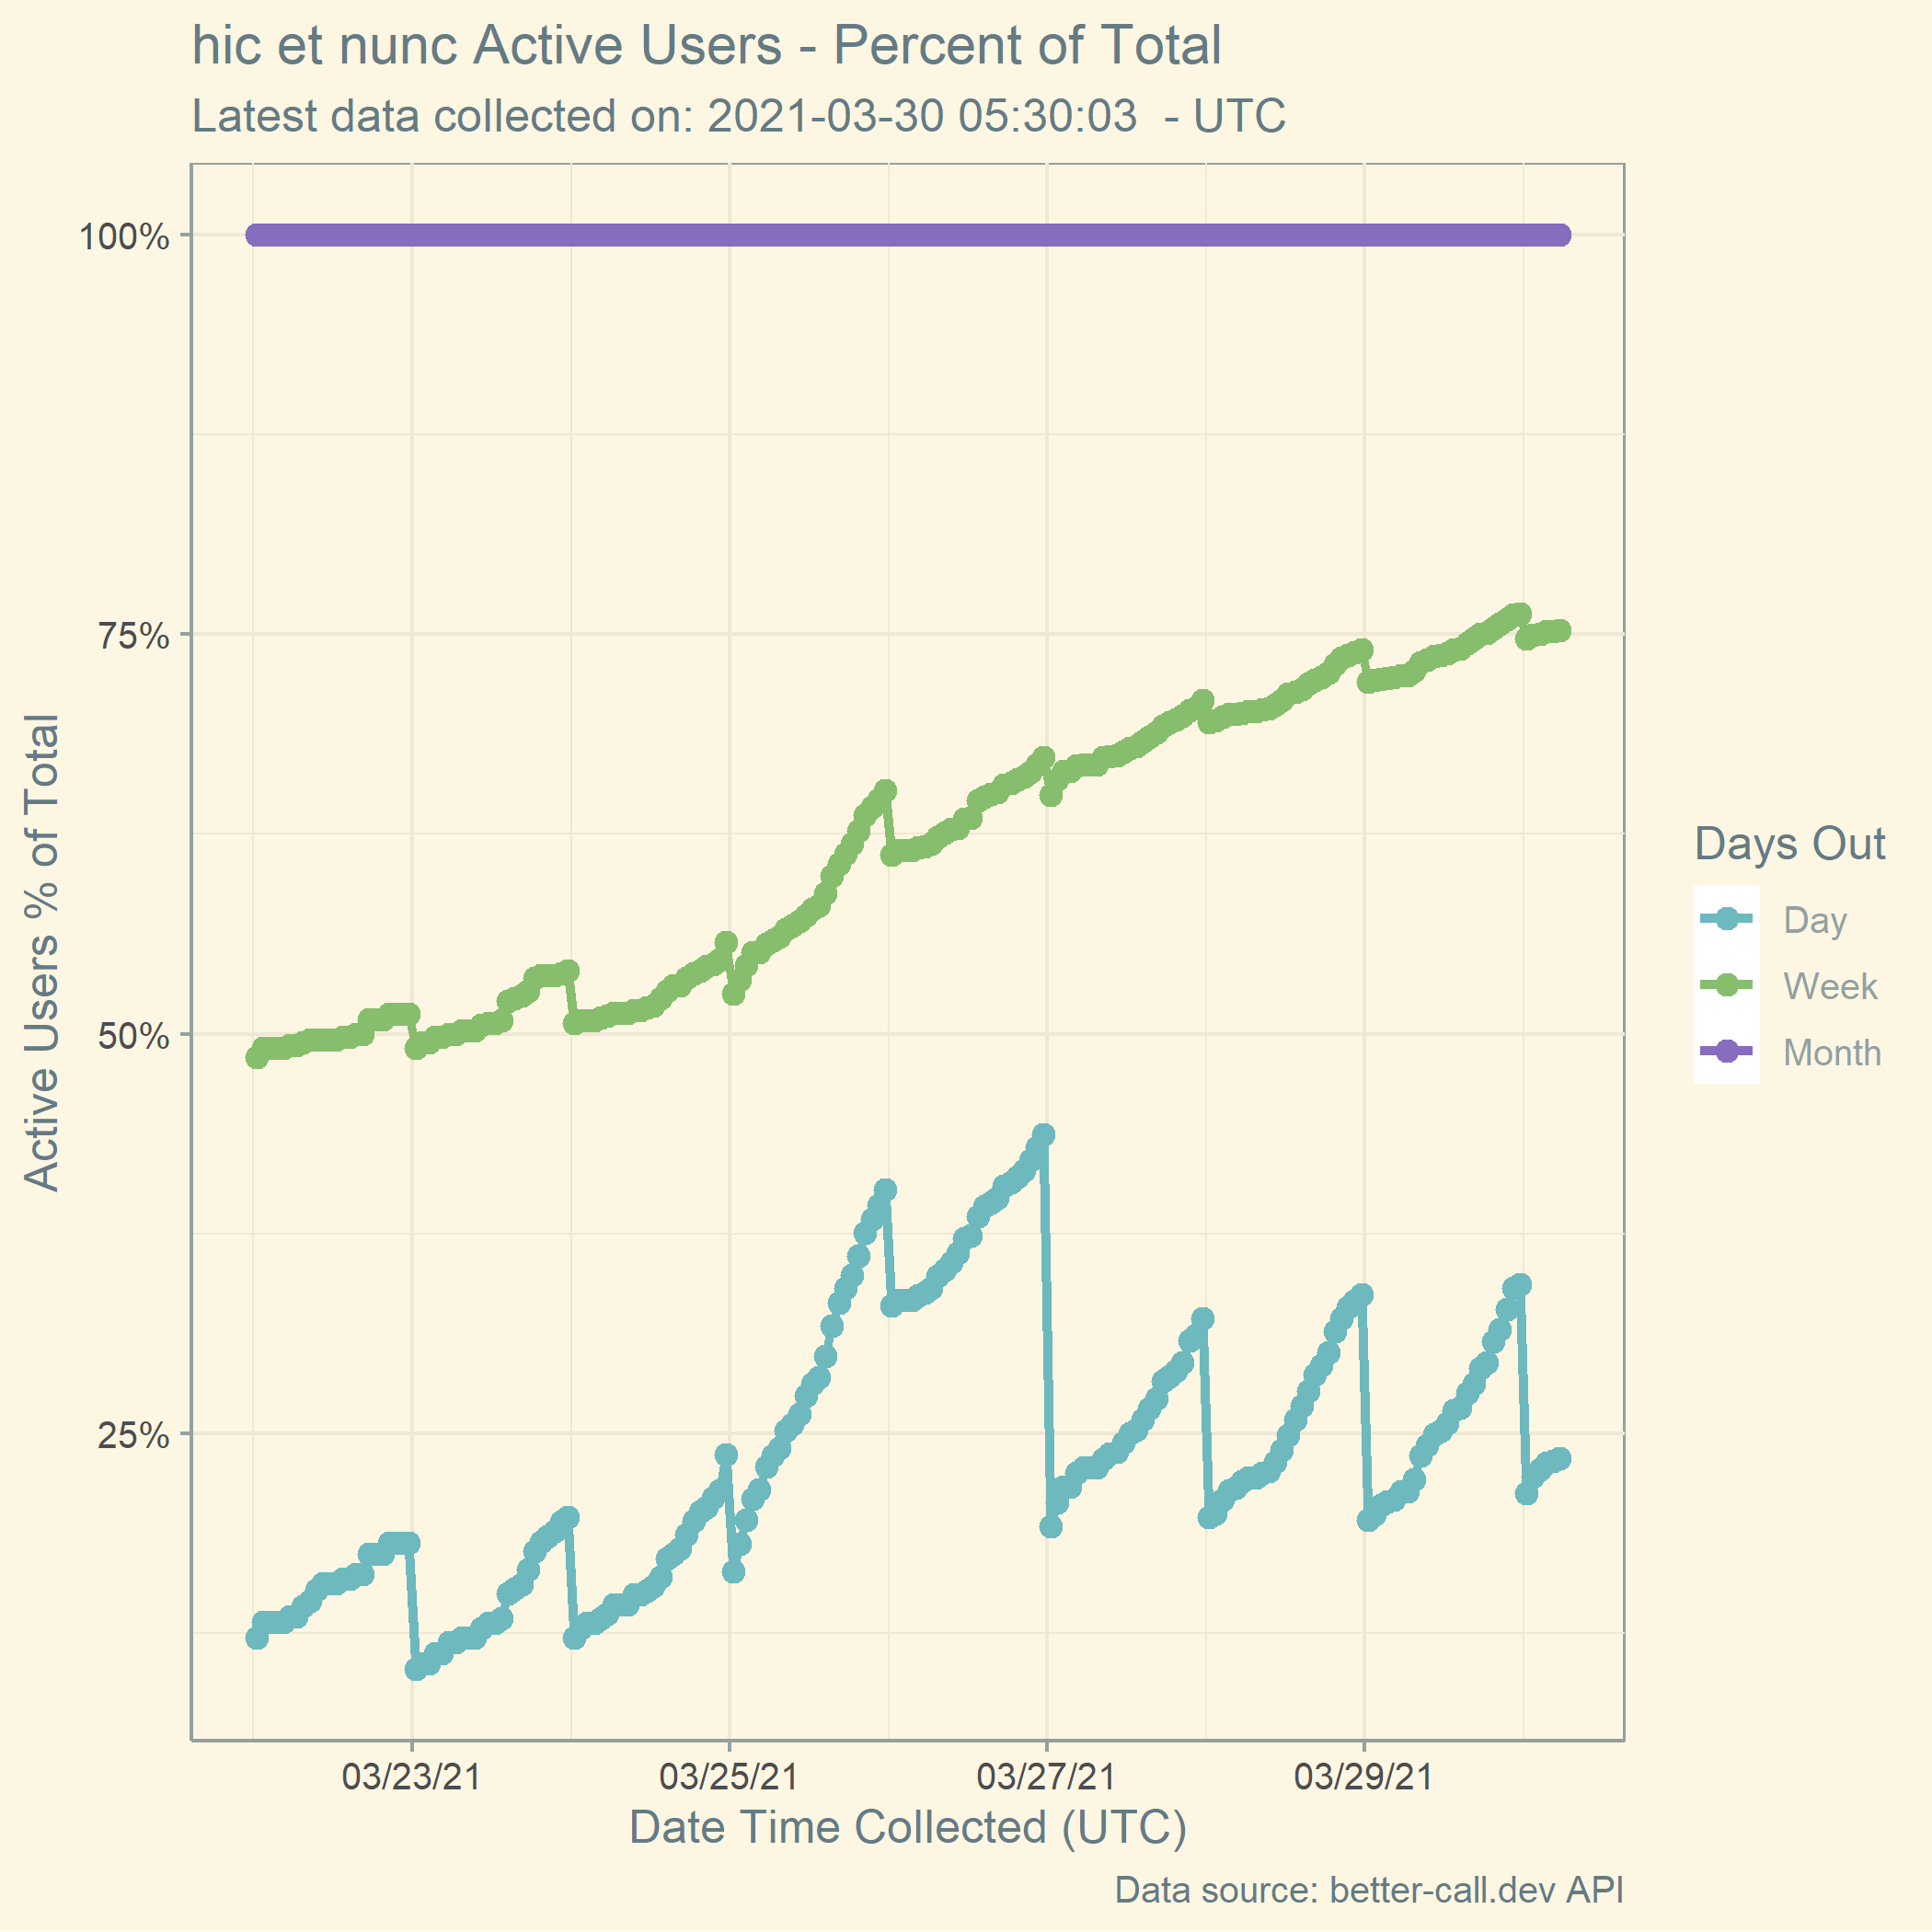 hic et nunc Active Users - Percent of Total
Latest data collected on: 2021-03-30 05:30:03  - UTC
Active Users % of Total
100%
75%
50%
25%
03/23/21
03/25/21
03/27/21
03/29/21
Date Time Collected (UTC)
Days Out
Day
Week
Month
Data source: better-call.dev API